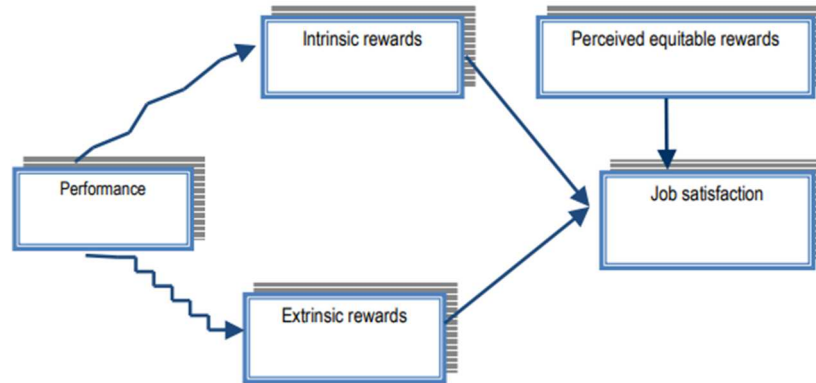 Intrinsic rewards
Perceived equitable rewards
Performance
Job satisfaction
Extrinsic rewards